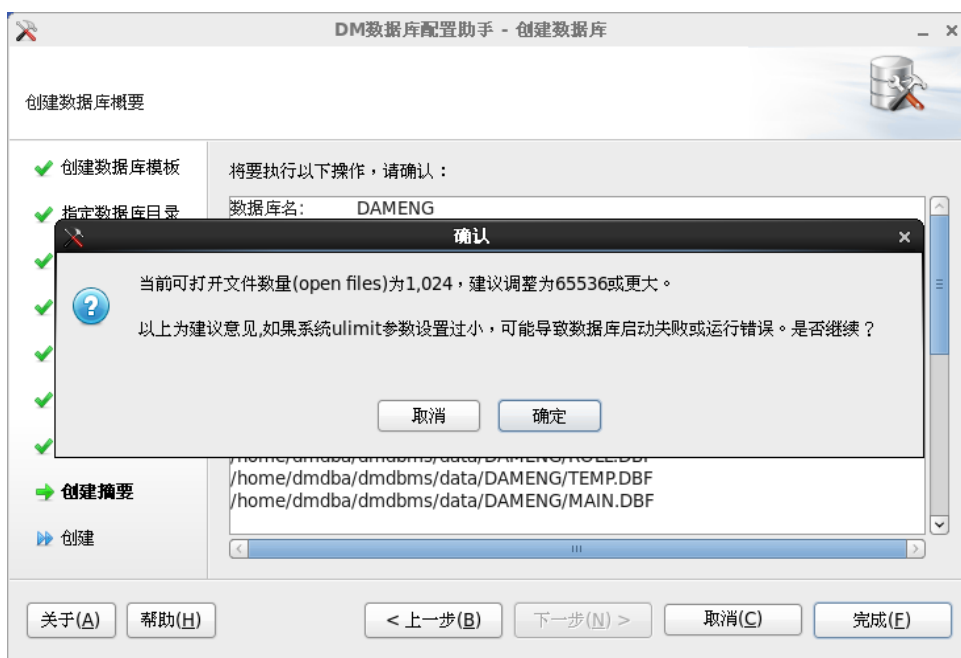 DM数据库配置助手 - 创建数据库
创建数据库概要
创建数据库模板
将要执行以下操作，请确认：
指定数据库目录
数据库名: DAMENG
确认
当前可打开文件数量(open files)为1,024，建议调整为65536或更大。
以上为建议意见,如果系统ulimit参数设置过小，可能导致数据库启动失败或运行错误。是否继续？
取消
确定
/home/dmdba/dmdbms/data/DAMENG/ROLL.DBF
/home/dmdba/dmdbms/data/DAMENG/TEMP.DBF
创建摘要
/home/dmdba/dmdbms/data/DAMENG/MAIN.DBF
创建
关于(A)
帮助(H)
< 上一步(B)
下一步(N) >
取消(C)
完成(F)